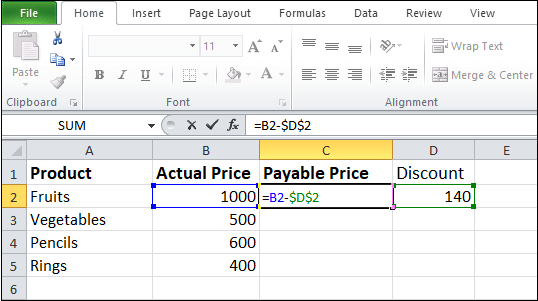 File Home Insert Page Layout Formulas Data Review View
11 A A Wrap Text
Paste B I U A Merge & Center
Clipboard Font Alignment
SUM fx =B2-$D$2
A B C D E
1 Product Actual Price Payable Price Discount
2 Fruits 1000 =B2-$D$2 140
3 Vegetables 500
4 Pencils 600
5 Rings 400
6